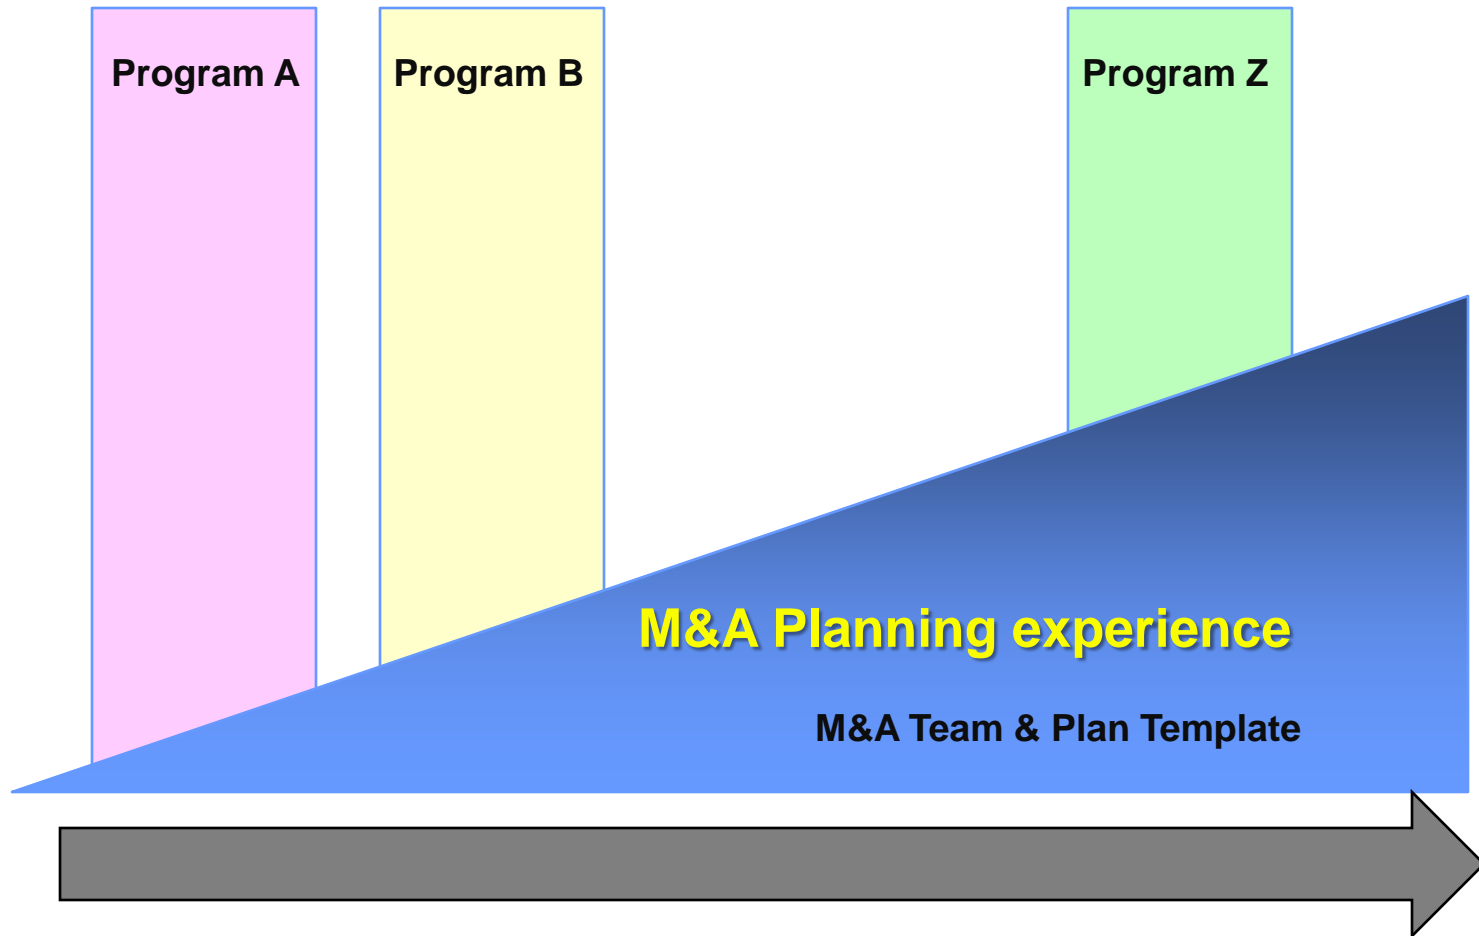 Program A
Program B
Program Z
M&A Planning experience
M&A Team & Plan Template